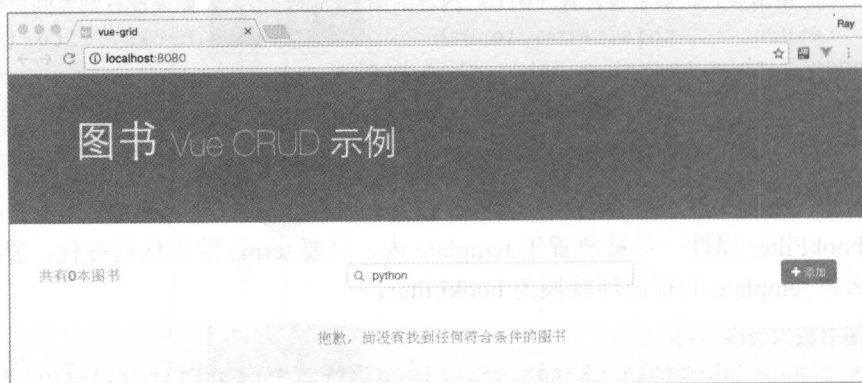 vue-grid
Ray
localhost:8080
图书 Vue CRUD 示例
共有0本图书
python
添加
抱歉，尚没有找到任何符合条件的图书